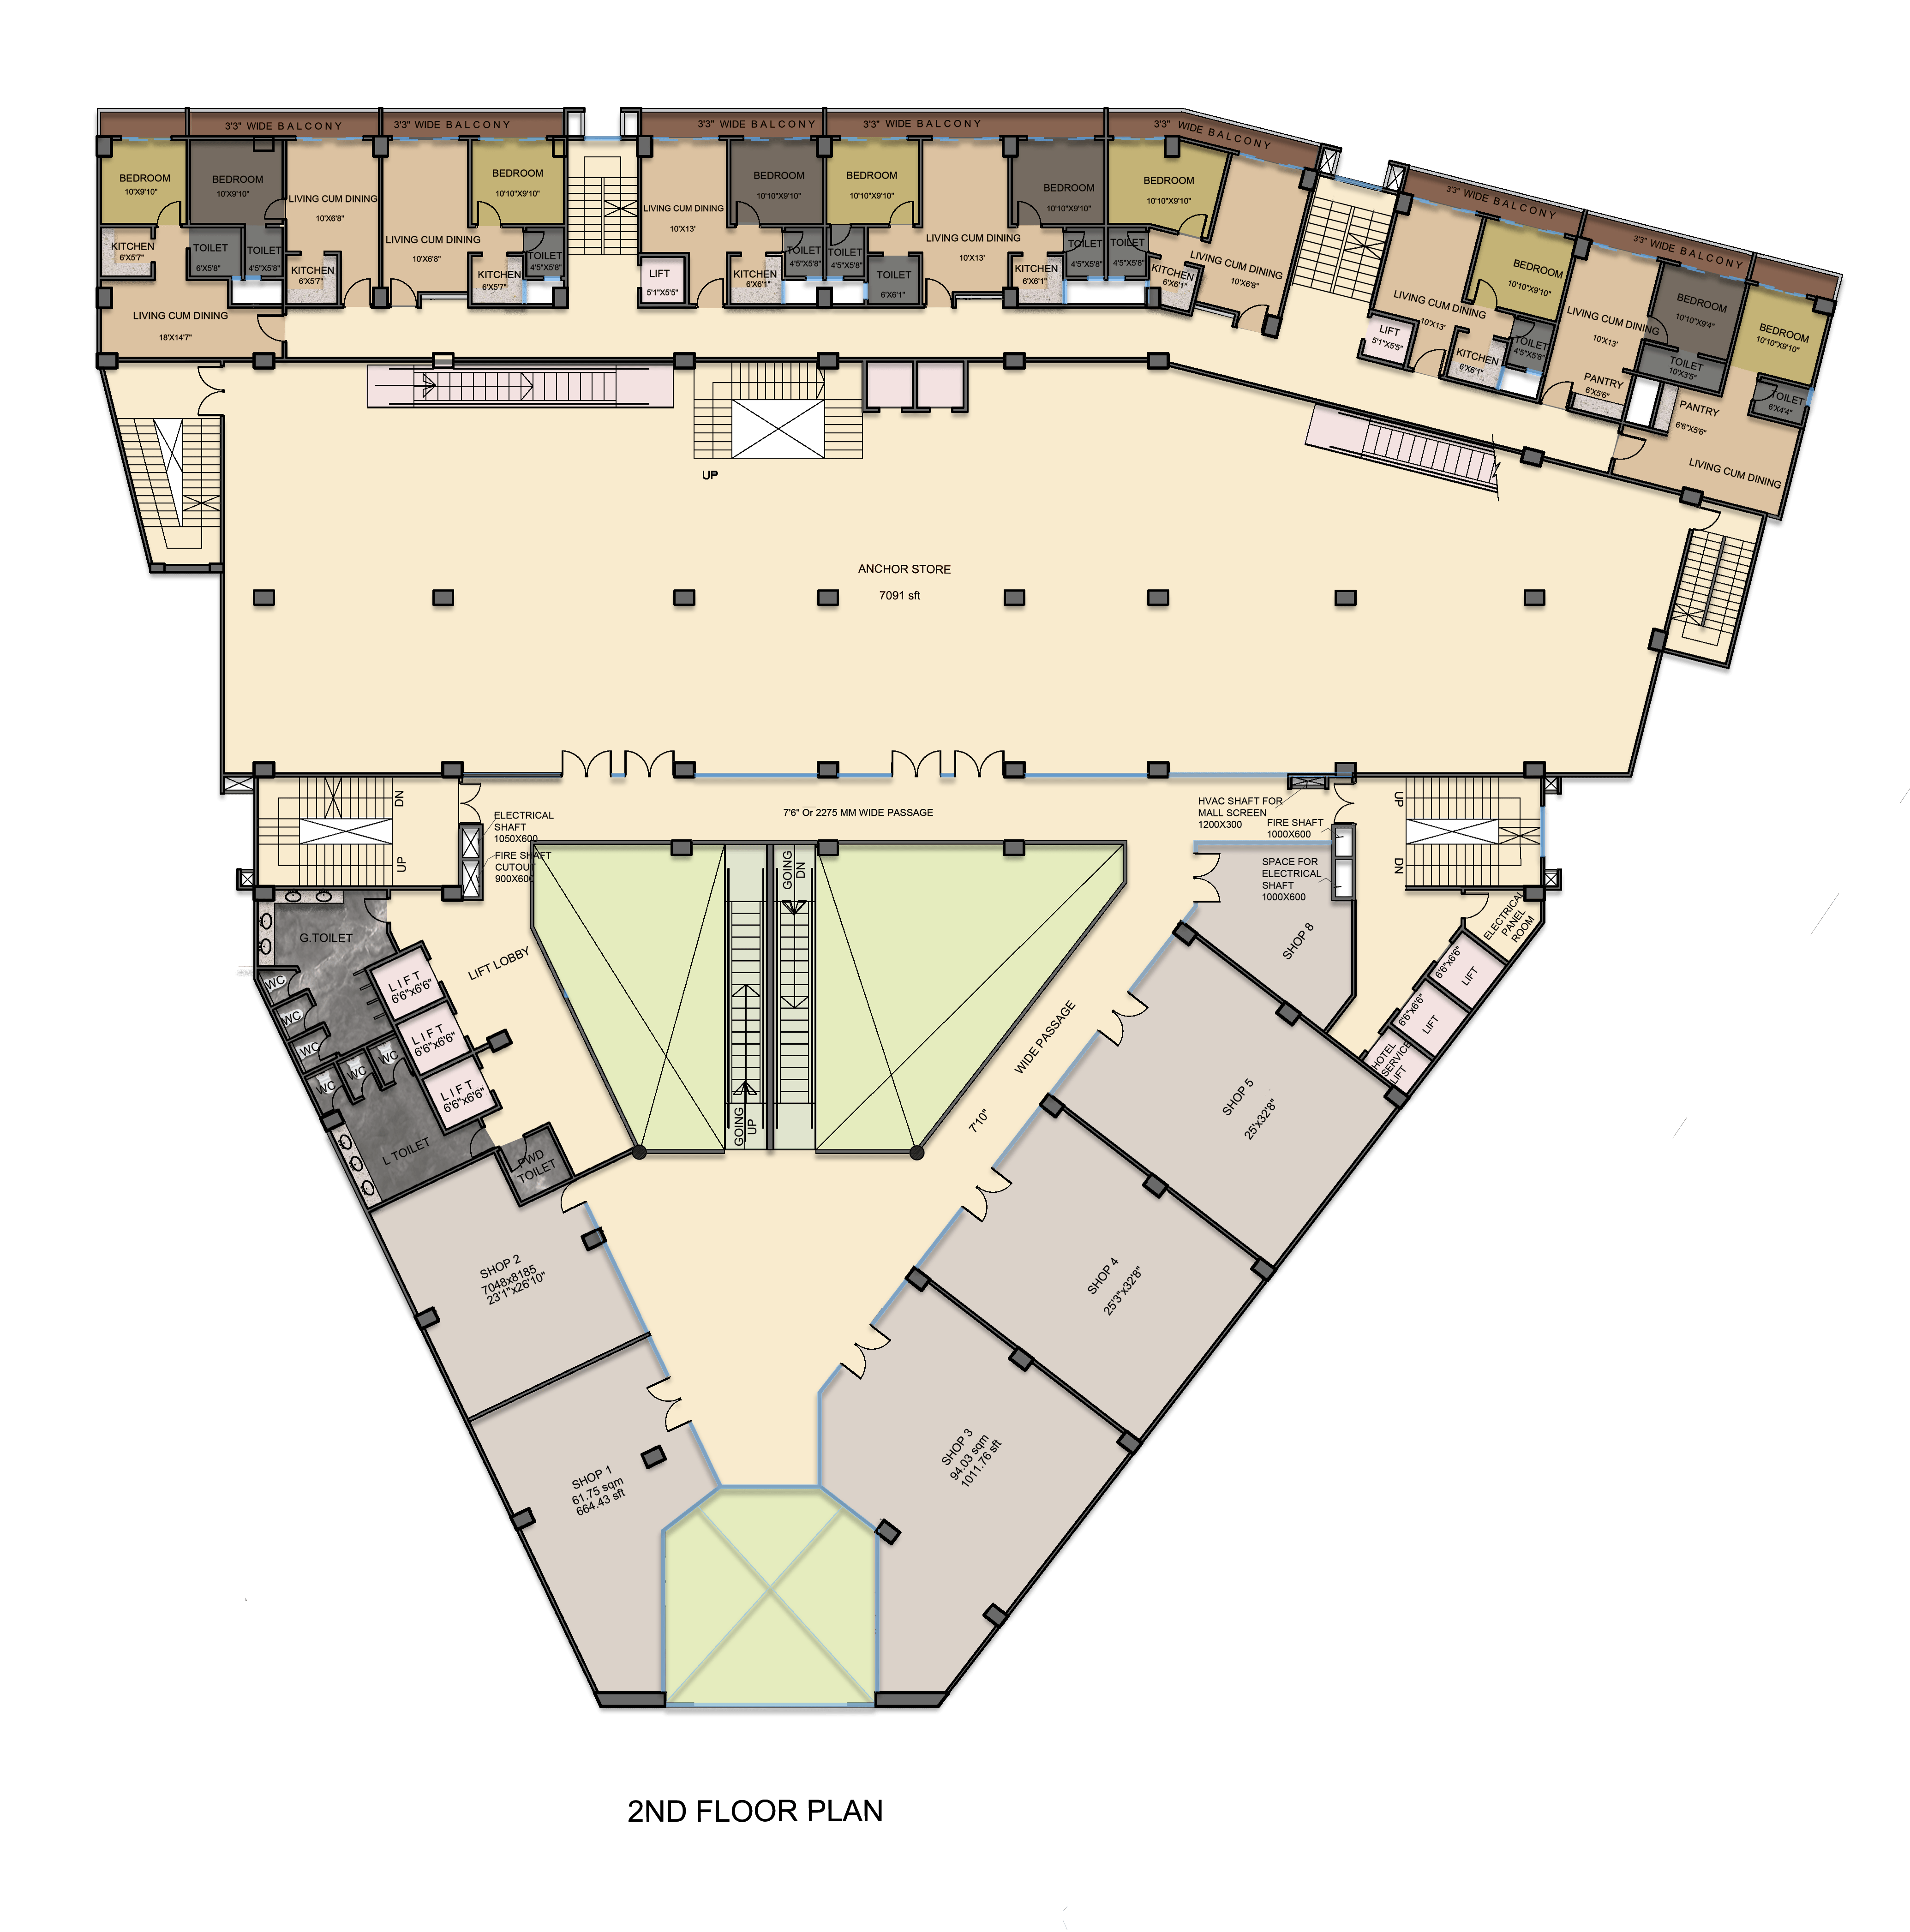 3'3" WIDE BALCONY
3'3" WIDE BALCONY
3'3" WIDE BALCONY
3'3" WIDE BALCONY
3'3" WIDE BALCONY
3'3" WIDE BALCONY
3'3" WIDE BALCONY
BEDROOM
10'X9'10"
BEDROOM
10'X9'10"
LIVING CUM DINING
10'X6'8"
KITCHEN
6'X5'7"
TOILET
6'X5'8"
TOILET
4'5"X5'8"
KITCHEN
6'X5'7"
LIVING CUM DINING
18'X14'7"
LIVING CUM DINING
10'X6'8"
BEDROOM
10'10"X9'10"
KITCHEN
6'X5'7"
TOILET
4'5"X5'8"
LIVING CUM DINING
10'X13'
LIFT
5'1"X5'5"
BEDROOM
10'10"X9'10"
KITCHEN
6'X6'1"
TOILET
4'5"X5'8"
BEDROOM
10'10"X9'10"
TOILET
4'5"X5'8"
TOILET
6'X6'1"
LIVING CUM DINING
10'X13'
BEDROOM
10'10"X9'10"
KITCHEN
6'X6'1"
TOILET
4'5"X5'8"
BEDROOM
10'10"X9'10"
TOILET
4'5"X5'8"
KITCHEN
6'X6'1"
LIVING CUM DINING
10'X6'8"
LIVING CUM DINING
10'X13'
LIFT
5'1"X5'5"
BEDROOM
10'10"X9'10"
KITCHEN
6'X6'1"
TOILET
4'5"X5'8"
LIVING CUM DINING
10'X13'
PANTRY
6'X5'6"
BEDROOM
10'10"X9'4"
TOILET
10'X3'5"
BEDROOM
10'10"X9'10"
TOILET
6'X4'4"
PANTRY
6'6"X5'6"
LIVING CUM DINING
UP
ANCHOR STORE
7091 sft
DN
UP
ELECTRICAL
SHAFT
1050X600
FIRE SHAFT
CUTOUT
900X600
7'6" Or 2275 MM WIDE PASSAGE
HVAC SHAFT FOR
MALL SCREEN
1200X300
FIRE SHAFT
1000X600
SPACE FOR
ELECTRICAL
SHAFT
1000X600
UP
DN
GOING
DN
GOING
UP
G.TOILET
WC
WC
WC
WC
WC
WC
L TOILET
LIFT
6'6"x6'6"
LIFT
6'6"x6'6"
LIFT
6'6"x6'6"
LIFT LOBBY
PWD
TOILET
7'10"
WIDE PASSAGE
SHOP 8
ELECTRICAL
PANEL
ROOM
6'6"x6'6"
LIFT
6'6"x6'6"
LIFT
HOTEL
SERVICE
LIFT
SHOP 5
25'x32'8"
SHOP 4
25'3"x32'8"
SHOP 2
7048x8185
23'1"x26'10"
SHOP 1
61.75 sqm
664.43 sft
SHOP 3
94.03 sqm
1011.76 sft
2ND FLOOR PLAN